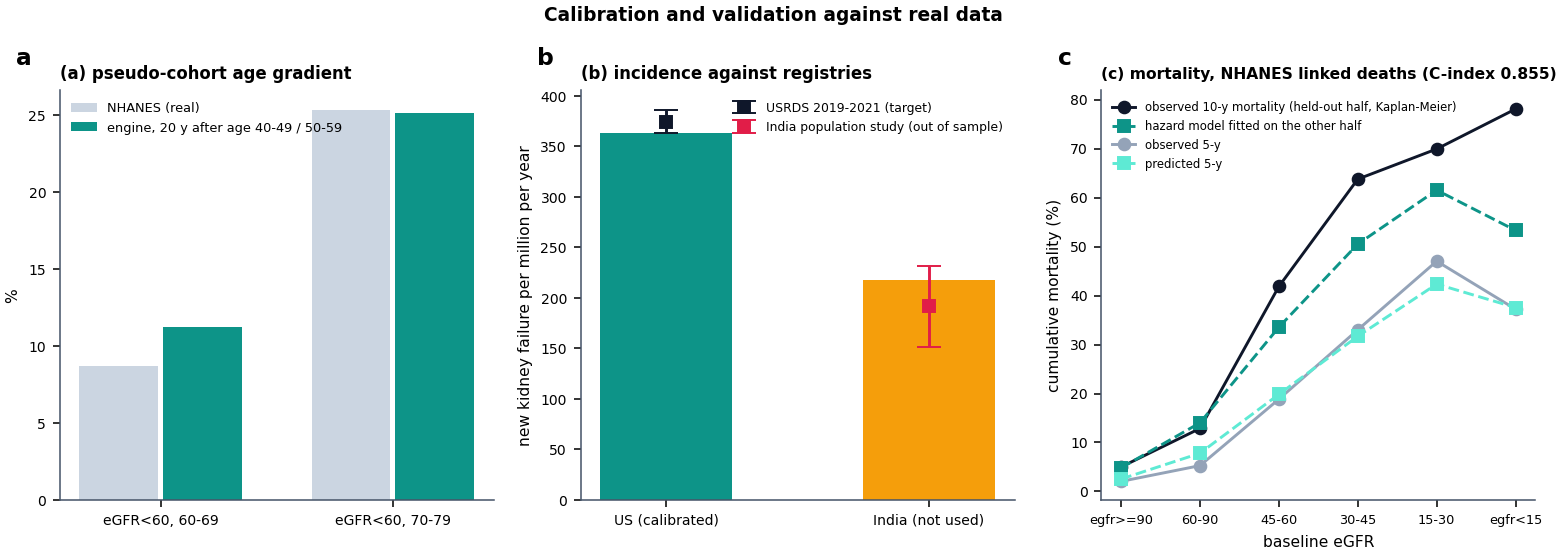 Calibration and validation against real data
a
(a) pseudo-cohort age gradient
NHANES (real)
engine, 20 y after age 40-49 / 50-59
%
25
20
15
10
5
0
eGFR<60, 60-69
eGFR<60, 70-79
b
(b) incidence against registries
USRDS 2019-2021 (target)
India population study (out of sample)
new kidney failure per million per year
400
350
300
250
200
150
100
50
0
US (calibrated)
India (not used)
c
(c) mortality, NHANES linked deaths (C-index 0.855)
observed 10-y mortality (held-out half, Kaplan-Meier)
hazard model fitted on the other half
observed 5-y
predicted 5-y
cumulative mortality (%)
80
70
60
50
40
30
20
10
0
egfr>=90
60-90
45-60
30-45
15-30
egfr<15
baseline eGFR